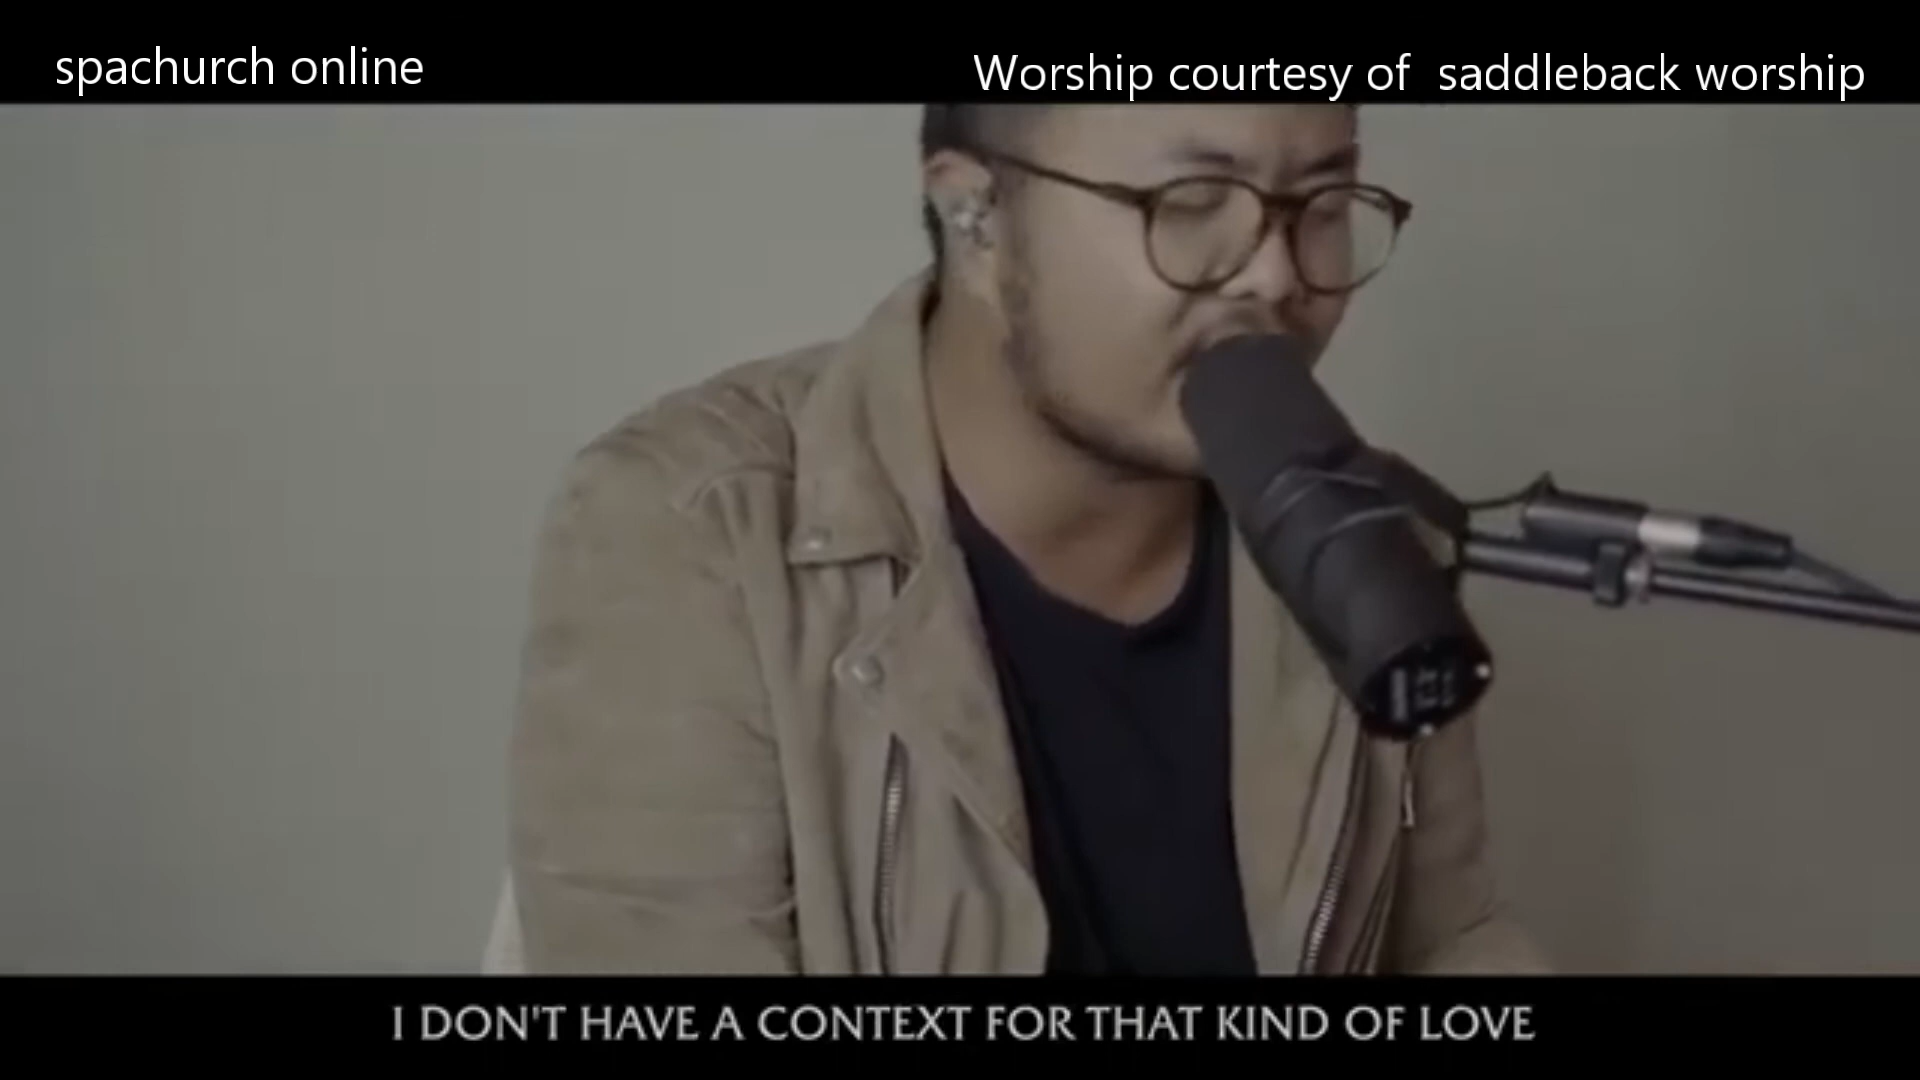 spachurch online
Worship courtesy of  saddleback worship
I DON'T HAVE A CONTEXT FOR THAT KIND OF LOVE